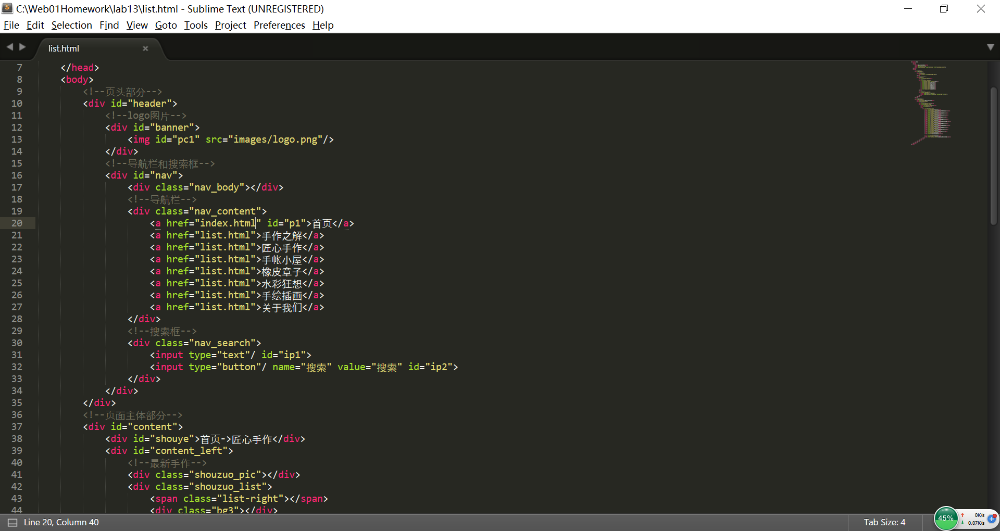 C:\Web01Homework\lab13\list.html - Sublime Text (UNREGISTERED)
File Edit Selection Find View Goto Tools Project Preferences Help
list.html
7 </head>
8 <body>
9 <!--页头部分-->
10 <div id="header">
11 <!--logo图片-->
12 <div id="banner">
13 <img id="pc1" src="images/logo.png"/>
14 </div>
15 <!--导航栏和搜索框-->
16 <div id="nav">
17 <div class="nav_body"></div>
18 <!--导航栏-->
19 <div class="nav_content">
20 <a href="index.html" id="p1">首页</a>
21 <a href="list.html">手作之解</a>
22 <a href="list.html">匠心手作</a>
23 <a href="list.html">手帐小屋</a>
24 <a href="list.html">橡皮章子</a>
25 <a href="list.html">水彩狂想</a>
26 <a href="list.html">手绘插画</a>
27 <a href="list.html">关于我们</a>
28 </div>
29 <!--搜索框-->
30 <div class="nav_search">
31 <input type="text"/ id="ip1">
32 <input type="button"/ name="搜索" value="搜索" id="ip2">
33 </div>
34 </div>
35 </div>
36 <!--页面主体部分-->
37 <div id="content">
38 <div id="shouye">首页->匠心手作</div>
39 <div id="content_left">
40 <!--最新手作-->
41 <div class="shouzuo_pic"></div>
42 <div class="shouzuo_list">
43 <span class="list-right"></span>
44 <div class="bg3"></div>
Line 20, Column 40
Tab Size: 4
45%
0K/s
0.07K/s